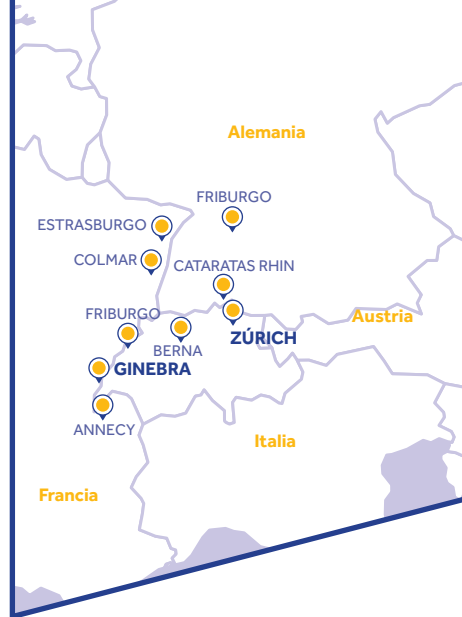 Alemania
FRIBURGO
ESTRASBURGO
COLMAR
CATARATAS RHIN
FRIBURGO
Austria
ZÚRICH
BERNA
GINEBRA
ANNECY
Italia
Francia